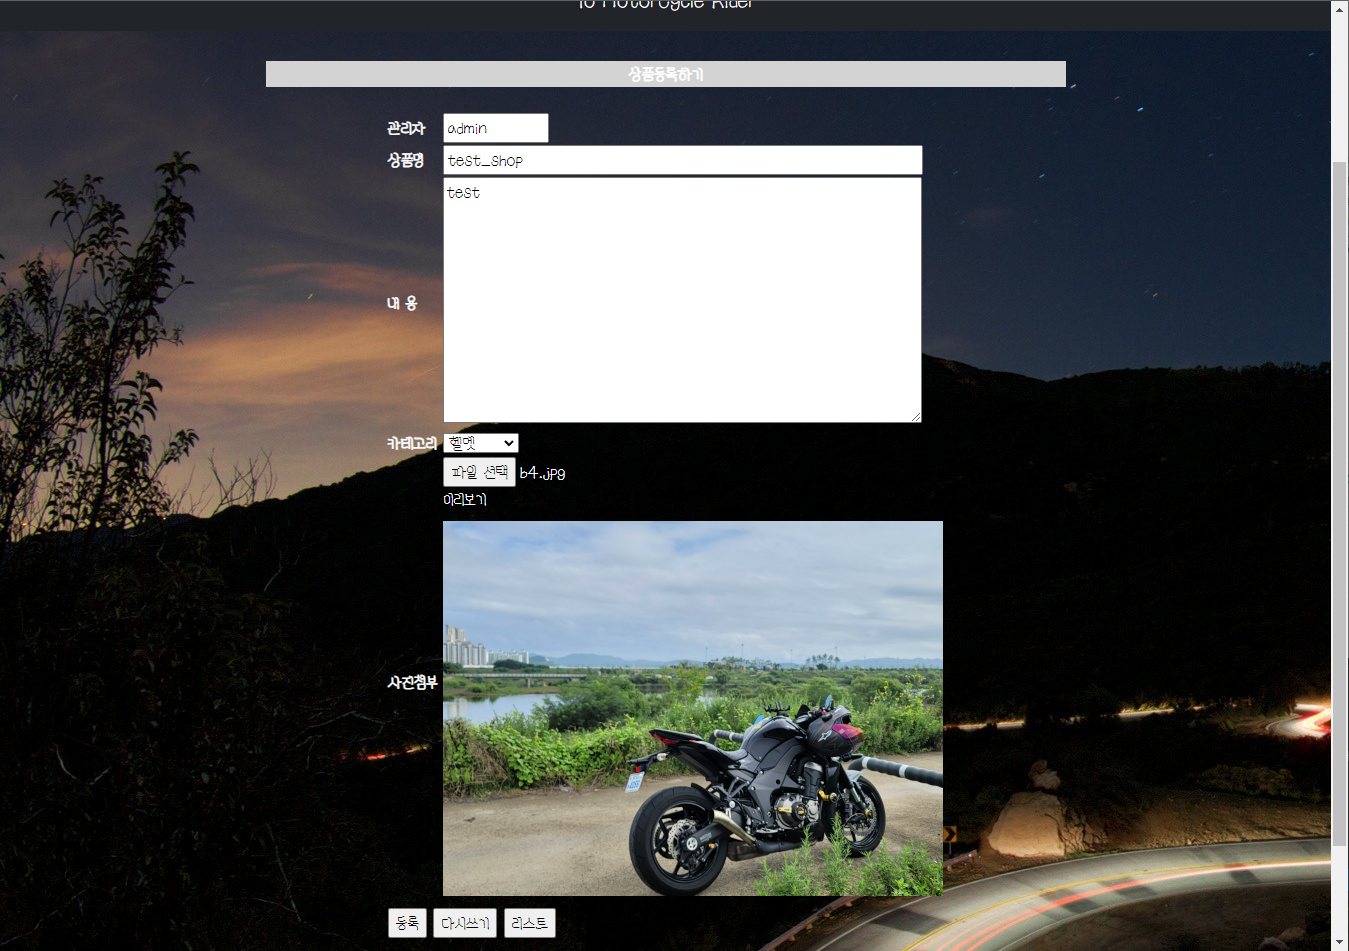 To Motorcycle Rider
상품등록하기
관리자 admin
상품명 test_shop
내 용 test
카테고리 헬멧
파일 선택 b4.jpg
미리보기
사진첨부
등록 다시쓰기 리스트